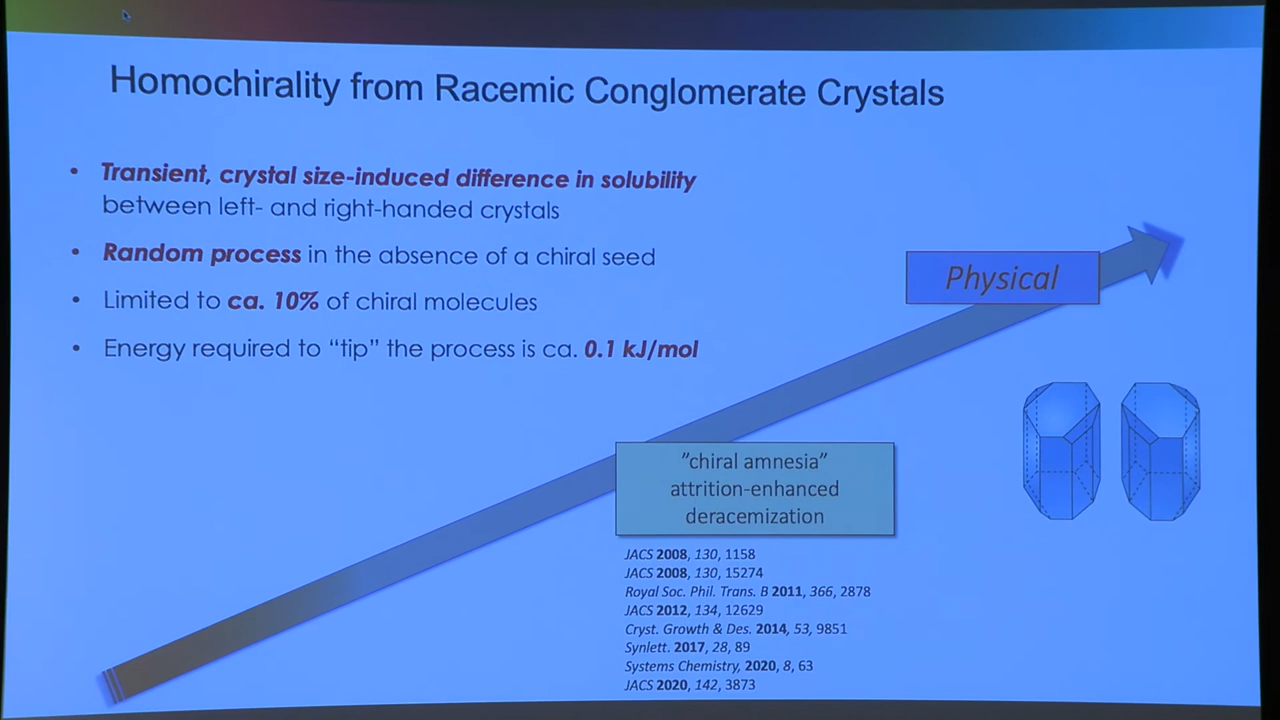 Homochirality from Racemic Conglomerate Crystals
• Transient, crystal size-induced difference in solubility
between left- and right-handed crystals
• Random process in the absence of a chiral seed
• Limited to ca. 10% of chiral molecules
• Energy required to “tip” the process is ca. 0.1 kJ/mol
Physical
”chiral amnesia”
attrition-enhanced
deracemization
JACS 2008, 130, 1158
JACS 2008, 130, 15274
Royal Soc. Phil. Trans. B 2011, 366, 2878
JACS 2012, 134, 12629
Cryst. Growth & Des. 2014, 53, 9851
Synlett. 2017, 28, 89
Systems Chemistry, 2020, 8, 63
JACS 2020, 142, 3873